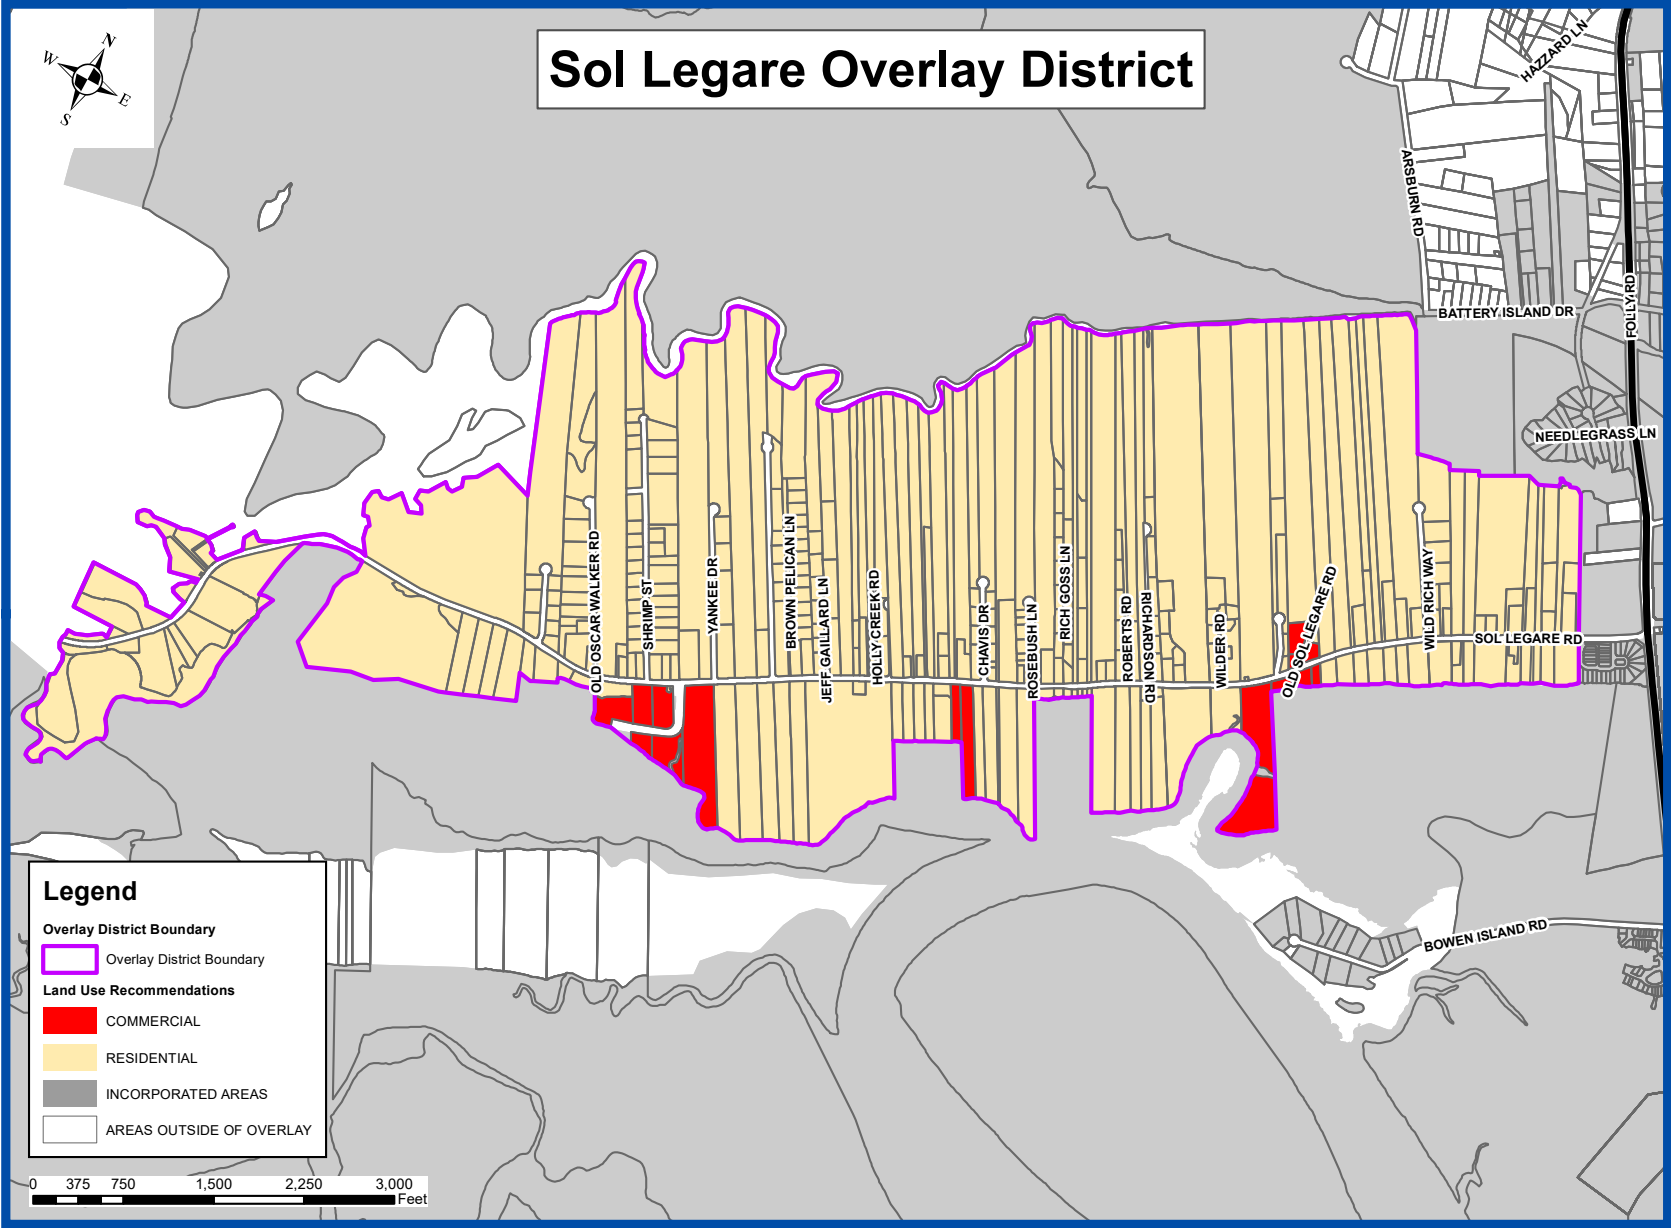 Sol Legare Overlay District
N
W
E
S
HAZZARD LN
ARSBURN RD
FOLLY RD
BATTERY ISLAND DR
NEEDLEGRASS LN
OLD OSCAR WALKER RD
SHRIMP ST
YANKEE DR
BROWN PELICAN LN
JEFF GAILLARD LN
HOLLY CREEK RD
CHAVIS DR
ROSEBUSH LN
RICH GOSS LN
ROBERTS RD
RICHARDSON RD
WILDER RD
OLD SOL LEGARE RD
WILD RICH WAY
SOL LEGARE RD
BOWEN ISLAND RD
Legend
Overlay District Boundary
Overlay District Boundary
Land Use Recommendations
COMMERCIAL
RESIDENTIAL
INCORPORATED AREAS
AREAS OUTSIDE OF OVERLAY
0 375 750 1,500 2,250 3,000
Feet